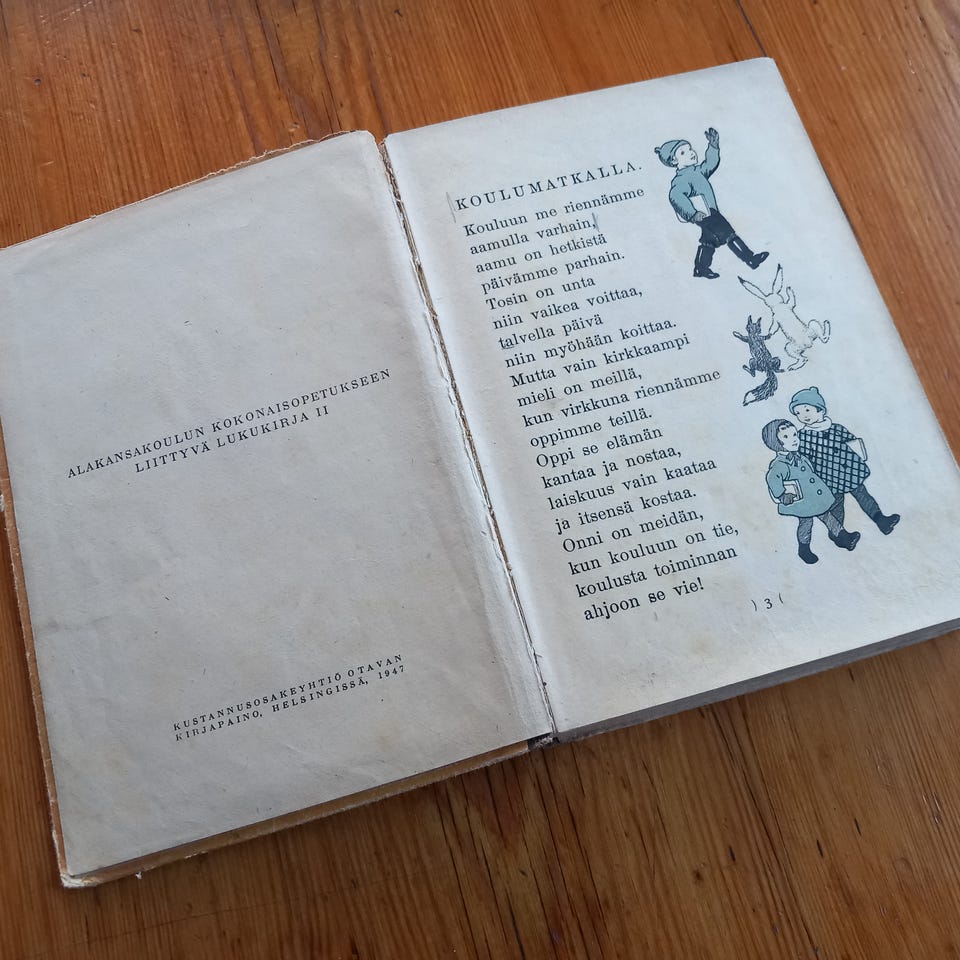 ALAKANSAKOULUN KOKONAISOPETUKSEEN
LIITTYVÄ LUKUKIRJA II
KUSTANNUSOSAKEYHTIÖ OTAVAN
KIRJAPAINO, HELSINGISSÄ, 1947
KOULUMATKALLA.
Kouluun me riennämme
aamulla varhain,
aamu on hetkistä
päivämme parhain.
Tosin on unta
niin vaikea voittaa,
talvella päivä
niin myöhään koittaa.
Mutta vain kirkkaampi
mieli on meillä,
kun virkkuna riennämme
oppimme teillä.
Oppi se elämän
kantaa ja nostaa,
laiskuus vain kaataa
ja itsensä kostaa.
Onni on meidän,
kun kouluun on tie,
koulusta toiminnan
ahjoon se vie!
) 3 (